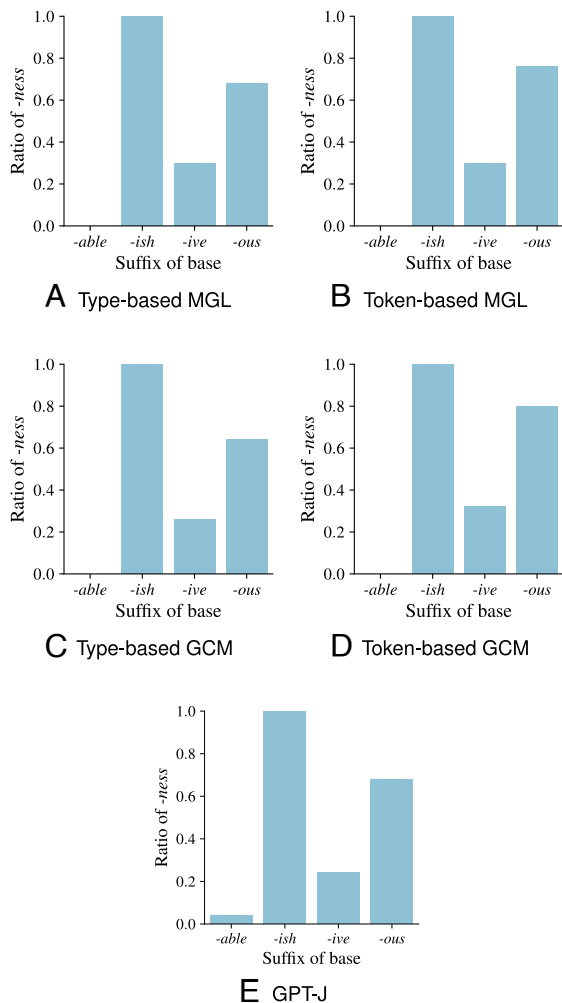 1.0
0.8
0.6
0.4
0.2
0.0
Ratio of -ness
-able -ish -ive -ous
Suffix of base
A Type-based MGL
1.0
0.8
0.6
0.4
0.2
0.0
Ratio of -ness
-able -ish -ive -ous
Suffix of base
B Token-based MGL
1.0
0.8
0.6
0.4
0.2
0.0
Ratio of -ness
-able -ish -ive -ous
Suffix of base
C Type-based GCM
1.0
0.8
0.6
0.4
0.2
0.0
Ratio of -ness
-able -ish -ive -ous
Suffix of base
D Token-based GCM
1.0
0.8
0.6
0.4
0.2
0.0
Ratio of -ness
-able -ish -ive -ous
Suffix of base
E GPT-J